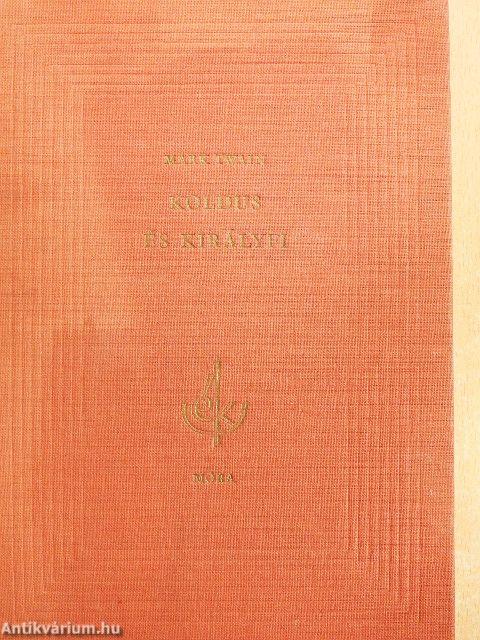 MARK TWAIN
KOLDUS
ÉS KIRÁLYFI
MÓRA
Antikvárium.hu